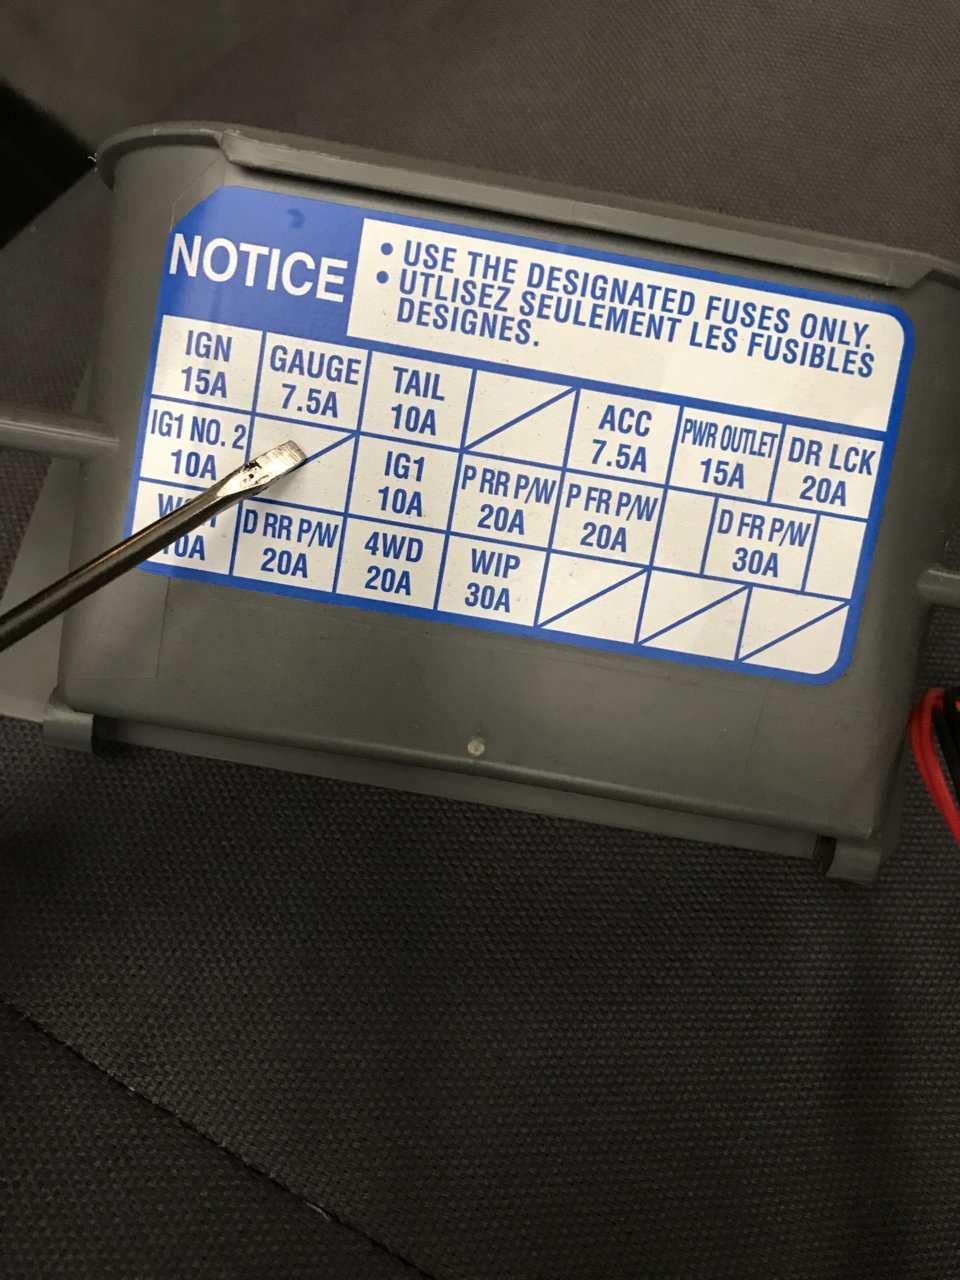 NOTICE
• USE THE DESIGNATED FUSES ONLY.
• UTLISEZ SEULEMENT LES FUSIBLES
DESIGNES.
IGN
15A
GAUGE
7.5A
TAIL
10A
ACC
7.5A
PWR OUTLET
15A
DR LCK
20A
IG1 NO. 2
10A
IG1
10A
P RR P/W
20A
P FR P/W
20A
D FR P/W
30A
10A
D RR P/W
20A
4WD
20A
WIP
30A